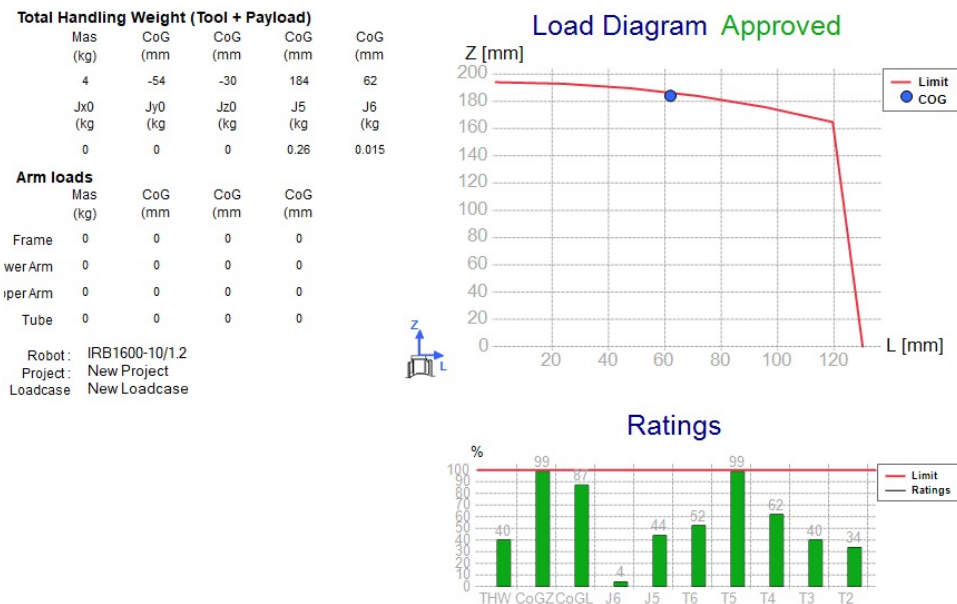 Total Handling Weight (Tool + Payload)
Mas CoG CoG CoG CoG
(kg) (mm (mm (mm (mm
4 -54 -30 184 62
Jx0 Jy0 Jz0 J5 J6
(kg (kg (kg (kg (kg
0 0 0 0.26 0.015
Arm loads
Mas CoG CoG CoG
(kg) (mm (mm (mm
Frame 0 0 0 0
wer Arm 0 0 0 0
per Arm 0 0 0 0
Tube 0 0 0 0
Robot : IRB1600-10/1.2
Project : New Project
Loadcase New Loadcase
Z
L
Load Diagram Approved
Z [mm]
200
180
160
140
120
100
80
60
40
20
0
20 40 60 80 100 120
L [mm]
Limit
COG
Ratings
%
100
90
80
70
60
50
40
30
20
10
0
40 99 87 4 44 52 99 62 40 34
THW CoGZ CoGL J6 J5 T6 T5 T4 T3 T2
Limit
Ratings